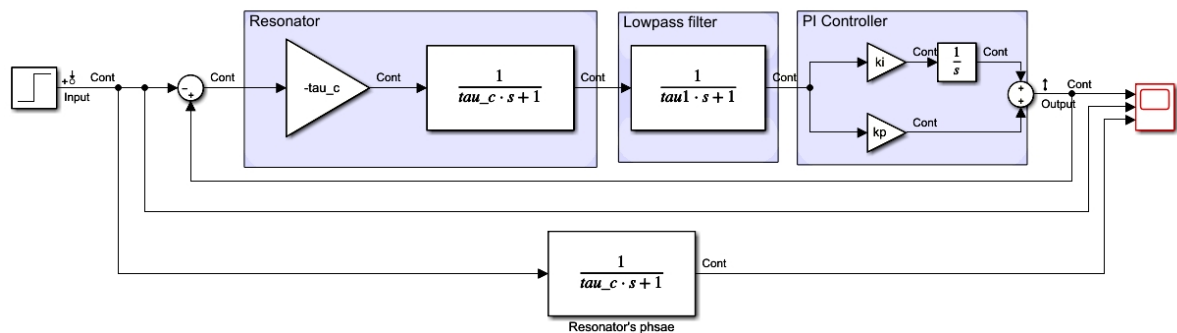 Resonator
Lowpass filter
PI Controller
Cont
Input
−
+
Cont
-tau_c
Cont
1
tau_c · s + 1
Cont
1
tau1 · s + 1
Cont
ki
Cont
1
s
Cont
kp
Cont
+
+
Cont
Output
1
tau_c · s + 1
Cont
Resonator's phsae